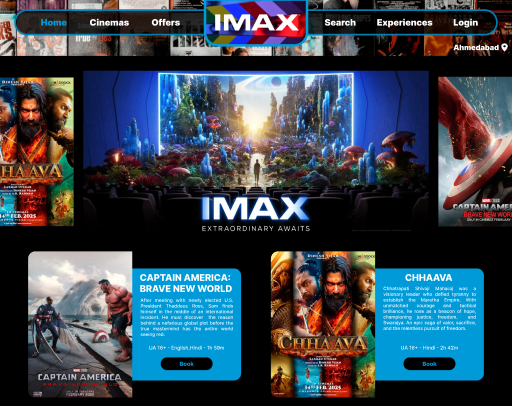 Home Cinemas Offers IMAX Search Experiences Login
Ahmedabad
CHHAAVA
14TH FEB, 2025
IMAX
EXTRAORDINARY AWAITS
CAPTAIN AMERICA
BRAVE NEW WORLD
CAPTAIN AMERICA:
BRAVE NEW WORLD
After meeting with newly elected U.S.
President Thaddeus Ross, Sam finds
himself in the middle of an international
incident. He must discover the reason
behind a nefarious global plot before the
true mastermind has the entire world
seeing red.
UA 16+ - English,Hindi - 1h 59m
Book
CAPTAIN AMERICA
CHHAAVA
14TH FEB, 2025
CHHAAVA
Chhatrapati Shivaji Maharaj was a
visionary leader who defied tyranny to
establish the Maratha Empire. With
unmatched courage and tactical
brilliance, he rose as a beacon of hope,
championing justice, freedom, and
Swarajya. An epic saga of valor, sacrifice,
and the relentless pursuit of freedom.
UA 16+ - Hindi - 2h 42m
Book